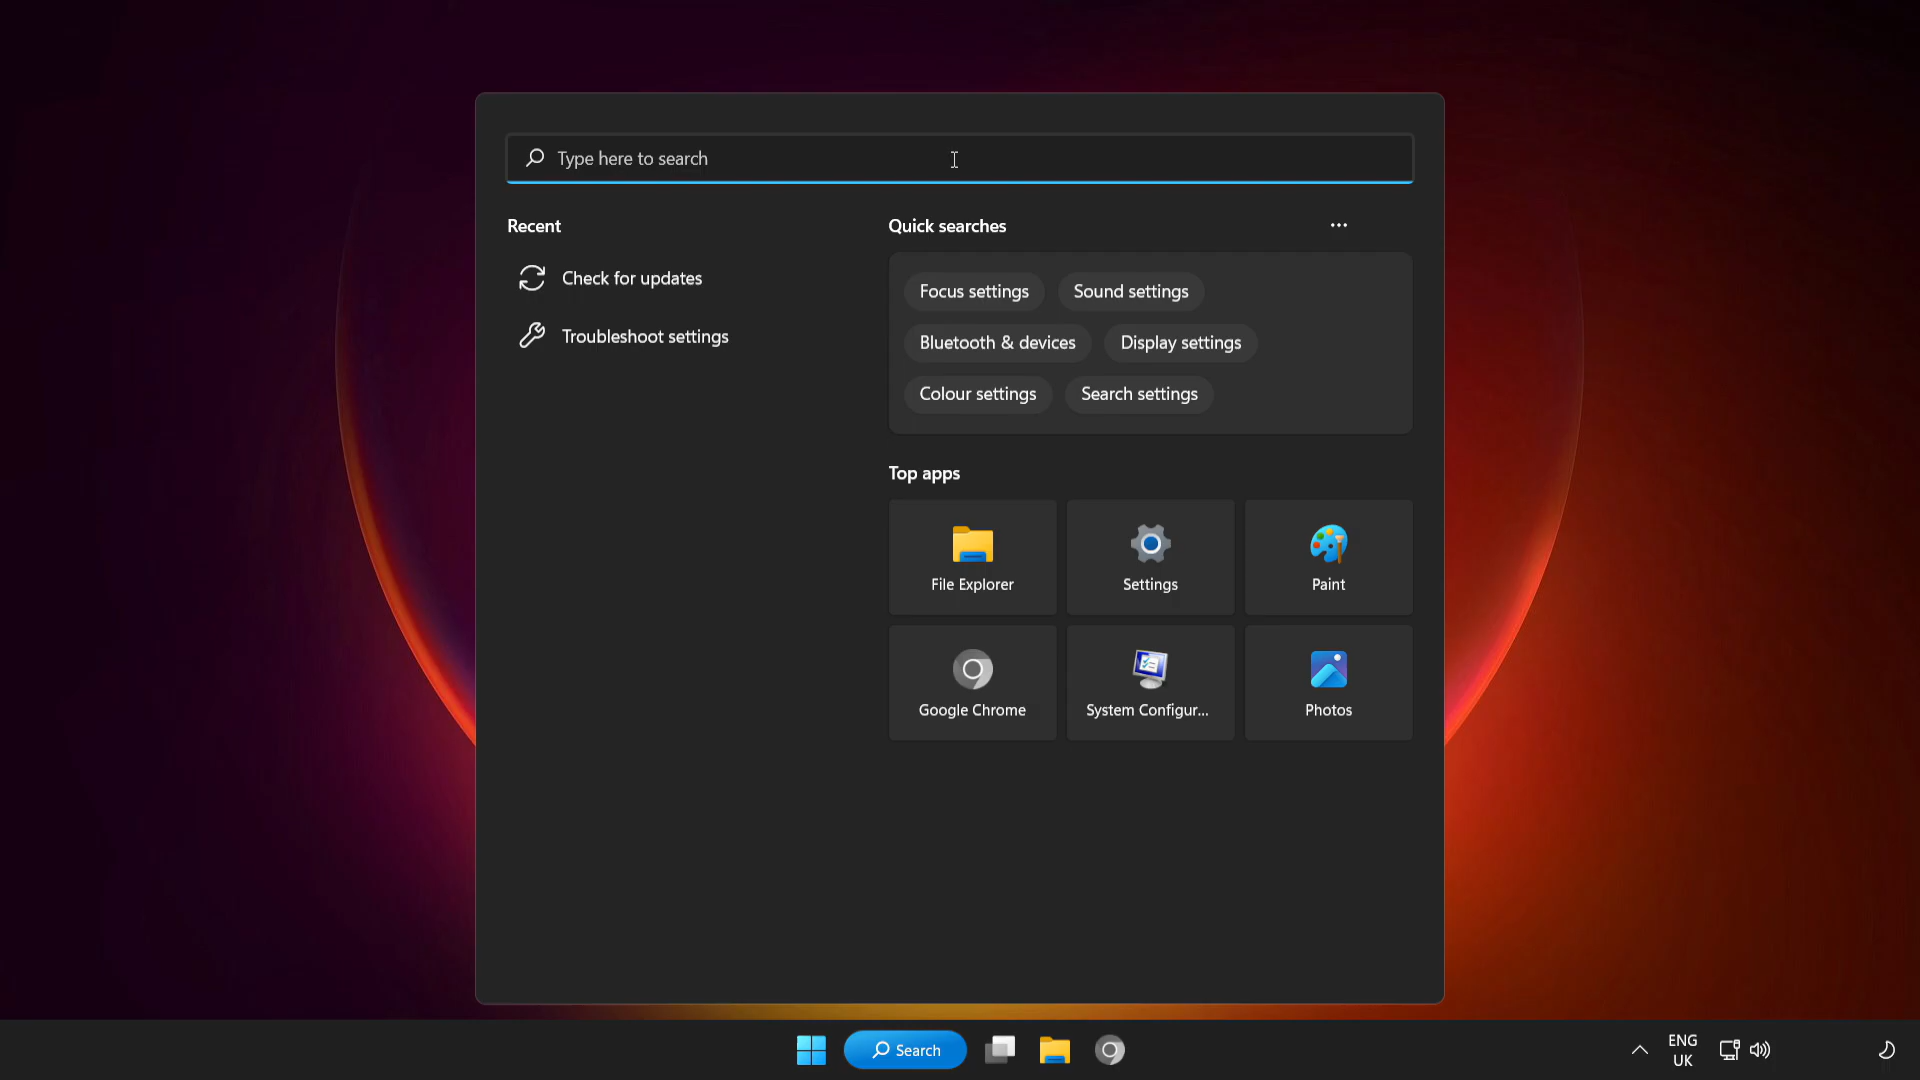 Type here to search
Recent
Check for updates
Troubleshoot settings
Quick searches
...
Focus settings
Sound settings
Bluetooth & devices
Display settings
Colour settings
Search settings
Top apps
File Explorer
Settings
Paint
Google Chrome
System Configur...
Photos
Search
ENG
UK